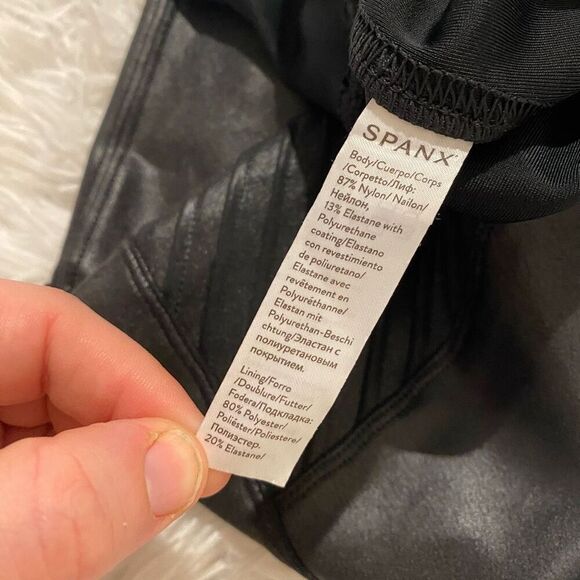 SPANX
Body/Cuerpo/Corps
/Corpetto/Лиф:
87% Nylon/ Nailon/
Нейлон,
13% Elastane with
Polyurethane
coating/Elastano
con revestimiento
de poliuretano/
Elastane avec
revêtement en
Polyuréthanne/
Elastan mit
Polyurethan-Beschi
chtung/Эластан с
полиуретановым
покрытием.
Lining/Forro
/Doublure/Futter/
Fodera/Подкладка:
80% Polyester/
Poliéster/Poliestere/
Полиэстер.
20% Elastane/